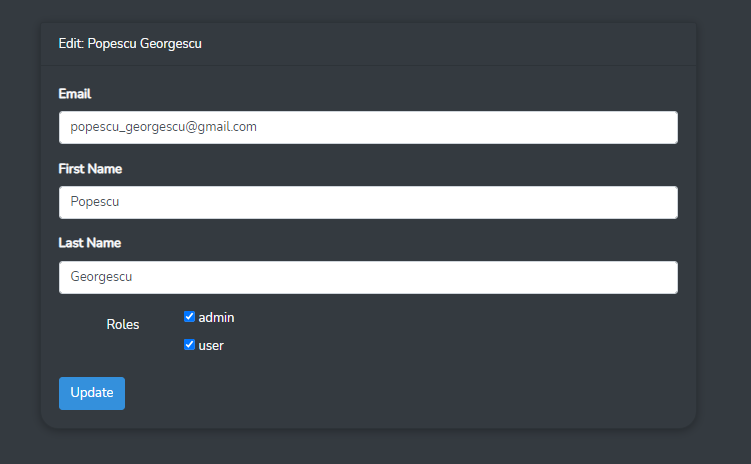 Edit: Popescu Georgescu
Email
popescu_georgescu@gmail.com
First Name
Popescu
Last Name
Georgescu
Roles
admin
user
Update